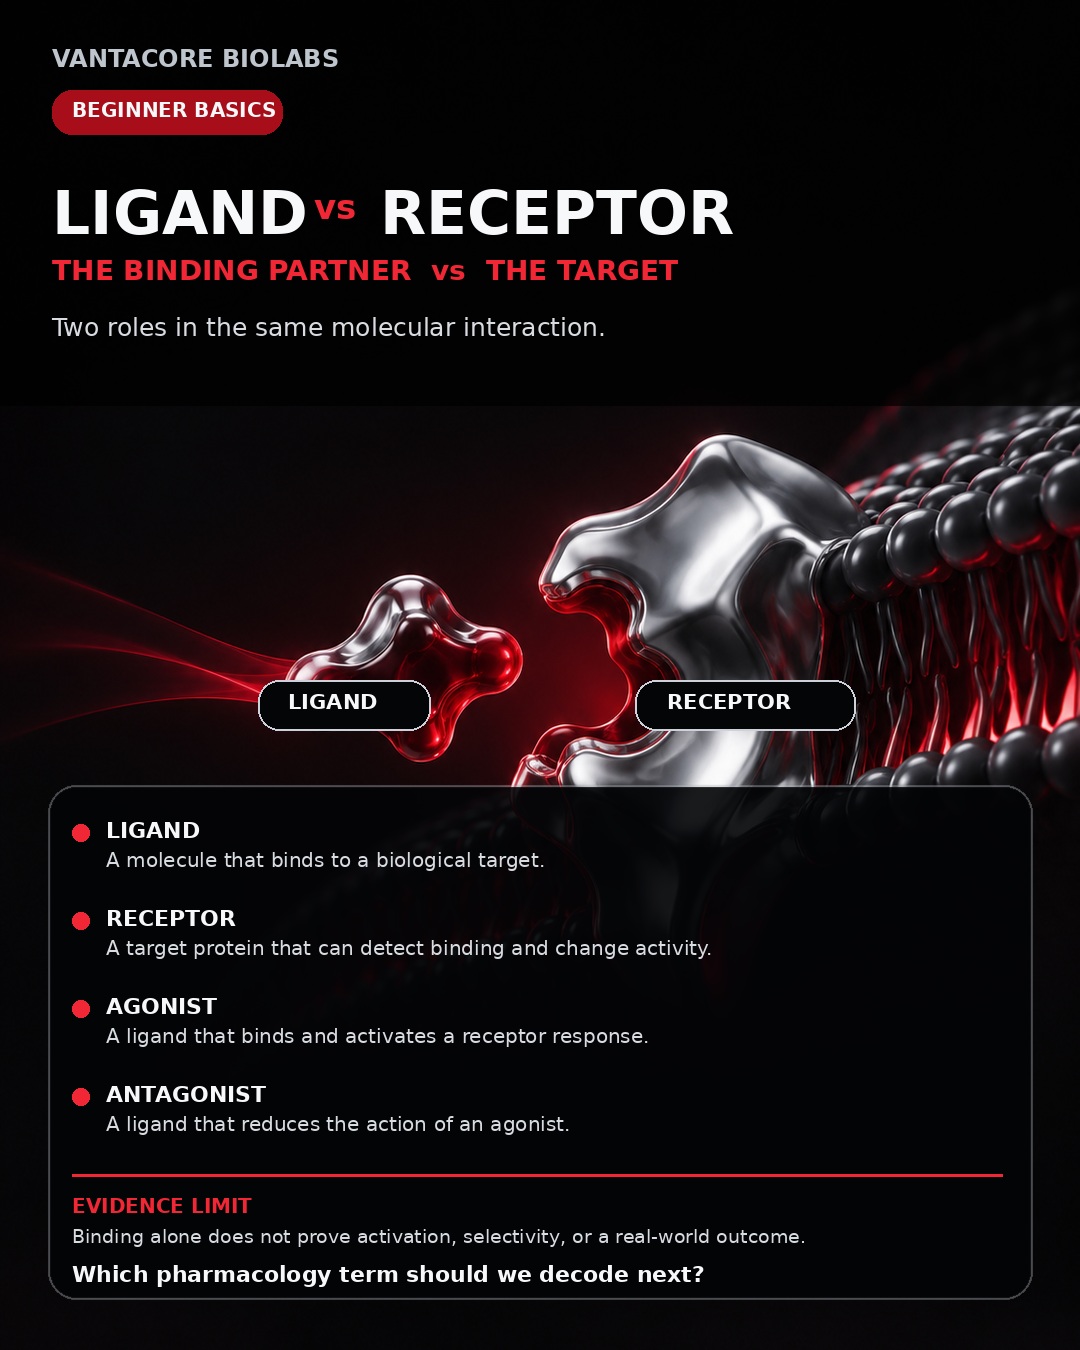 VANTACORE BIOLABS
BEGINNER BASICS
LIGAND vs RECEPTOR
THE BINDING PARTNER vs THE TARGET
Two roles in the same molecular interaction.
LIGAND
RECEPTOR
LIGAND
A molecule that binds to a biological target.
RECEPTOR
A target protein that can detect binding and change activity.
AGONIST
A ligand that binds and activates a receptor response.
ANTAGONIST
A ligand that reduces the action of an agonist.
EVIDENCE LIMIT
Binding alone does not prove activation, selectivity, or a real-world outcome.
Which pharmacology term should we decode next?